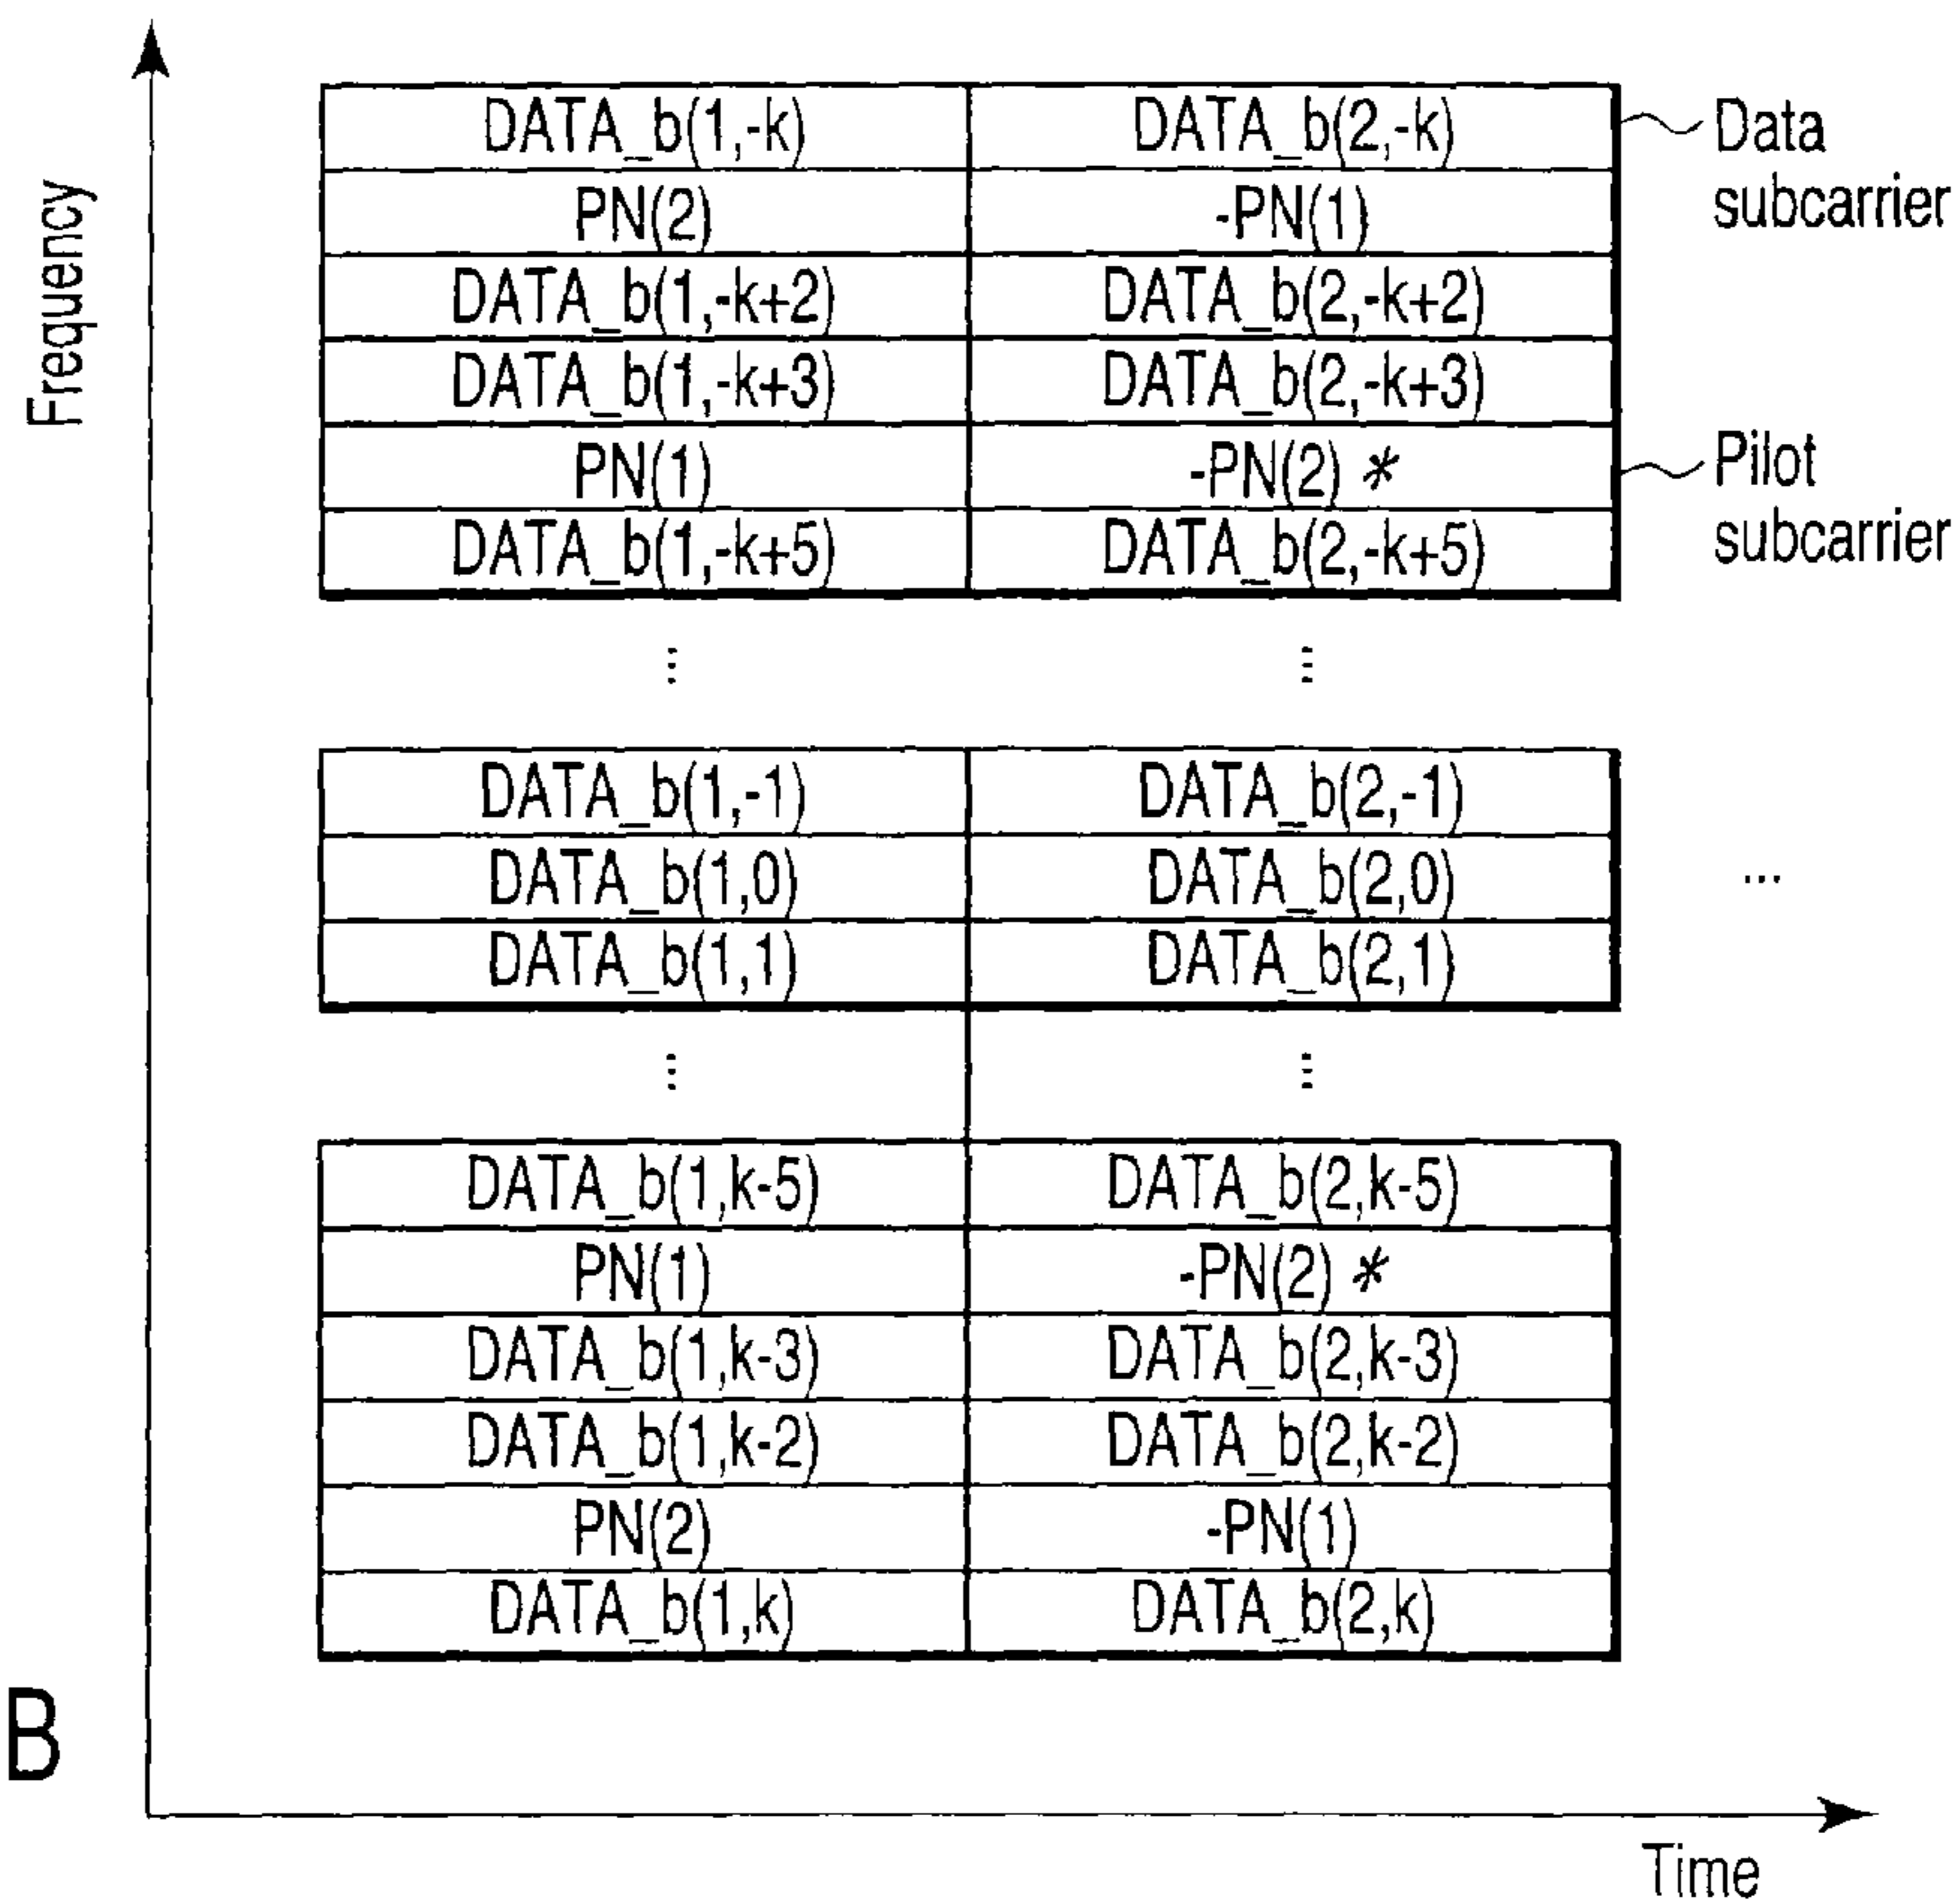 Frequency
DATA_b(1,-k) DATA_b(2,-k)
PN(2) -PN(1)
DATA_b(1,-k+2) DATA_b(2,-k+2)
DATA_b(1,-k+3) DATA_b(2,-k+3)
PN(1) -PN(2) *
DATA_b(1,-k+5) DATA_b(2,-k+5)
Data
subcarrier
Pilot
subcarrier
⋮ ⋮
DATA_b(1,-1) DATA_b(2,-1)
DATA_b(1,0) DATA_b(2,0) ...
DATA_b(1,1) DATA_b(2,1)
⋮ ⋮
DATA_b(1,k-5) DATA_b(2,k-5)
PN(1) -PN(2) *
DATA_b(1,k-3) DATA_b(2,k-3)
DATA_b(1,k-2) DATA_b(2,k-2)
PN(2) -PN(1)
DATA_b(1,k) DATA_b(2,k)
B
Time